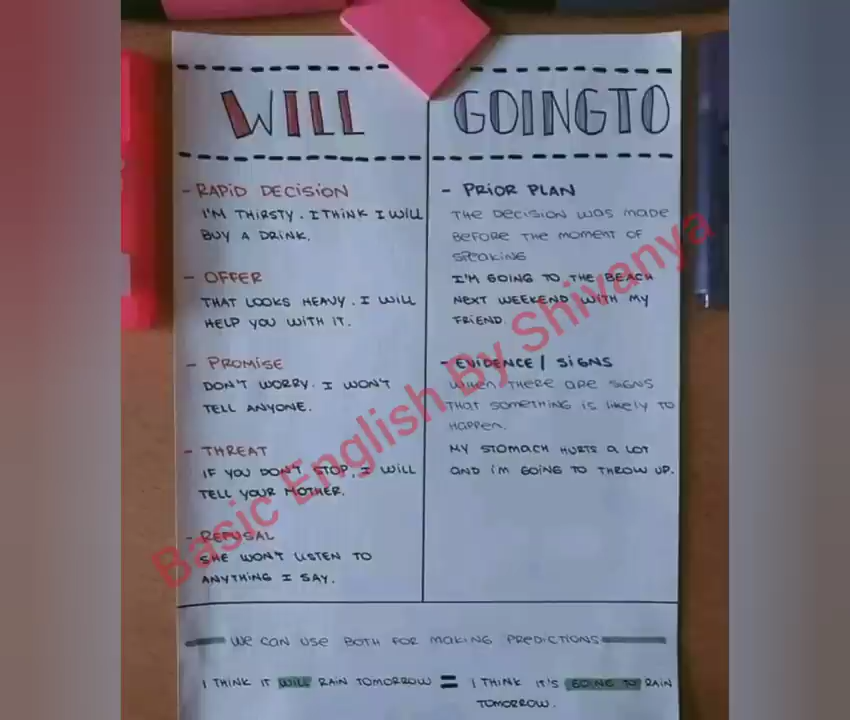 WILL
- RAPID DECISION
I'M THIRSTY. I THINK I WILL
BUY A DRINK.
- OFFER
THAT LOOKS HEAVY. I WILL
HELP YOU WITH IT.
- PROMISE
DON'T WORRY. I WON'T
TELL ANYONE.
- THREAT
IF YOU DON'T STOP, I WILL
TELL YOUR MOTHER.
- REFUSAL
SHE WON'T LISTEN TO
ANYTHING I SAY.
GOING TO
- PRIOR PLAN
THE DECISION WAS MADE
BEFORE THE MOMENT OF
SPEAKING
I'M GOING TO THE BEACH
NEXT WEEKEND WITH MY
FRIEND.
- EVIDENCE / SIGNS
WHEN THERE ARE SIGNS
THAT SOMETHING IS LIKELY TO
HAPPEN.
MY STOMACH HURTS A LOT
AND I'M GOING TO THROW UP.
WE CAN USE BOTH FOR MAKING PREDICTIONS
I THINK IT WILL RAIN TOMORROW = I THINK IT'S GOING TO RAIN
TOMORROW.
Basic English By Shivanya